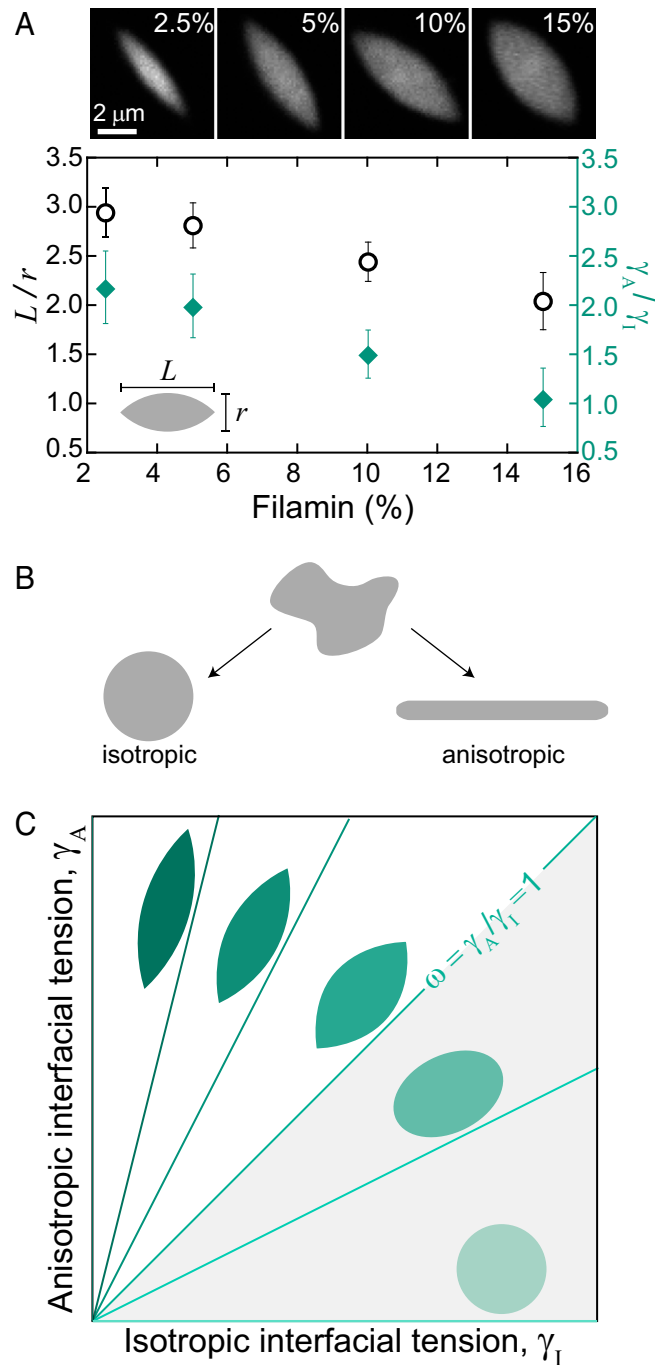 A
2.5%
5%
10%
15%
2 μm
3.5
3.0
2.5
2.0
1.5
1.0
0.5
L/r
3.5
3.0
2.5
2.0
1.5
1.0
0.5
γA/γI
L
r
2 4 6 8 10 12 14 16
Filamin (%)
B
isotropic
anisotropic
C
Anisotropic interfacial tension, γA
ω = γA/γI = 1
Isotropic interfacial tension, γI